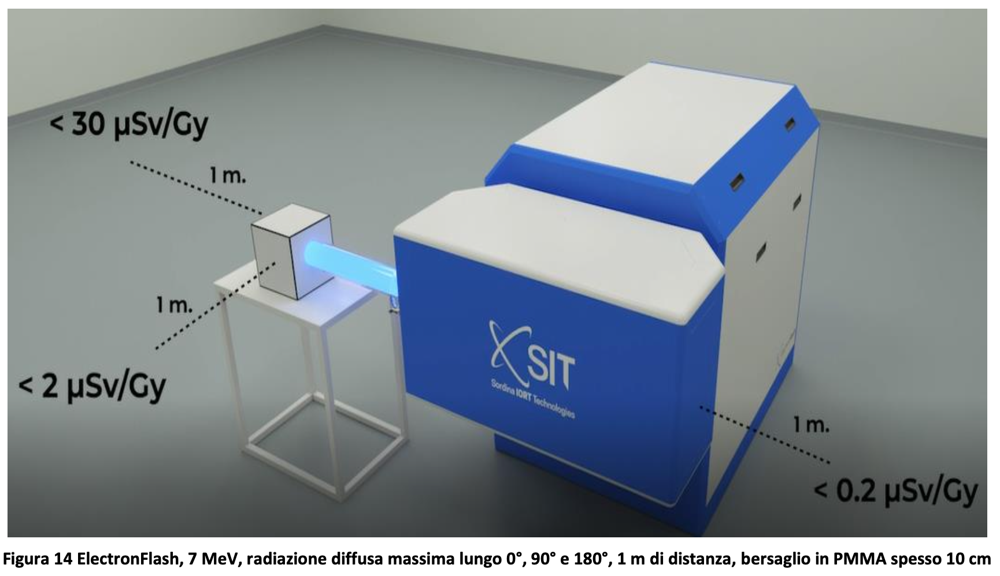 < 30 µSv/Gy
1 m.
1 m.
< 2 µSv/Gy
SIT
Sordina IORT Technologies
1 m.
< 0.2 µSv/Gy
Figura 14 ElectronFlash, 7 MeV, radiazione diffusa massima lungo 0°, 90° e 180°, 1 m di distanza, bersaglio in PMMA spesso 10 cm